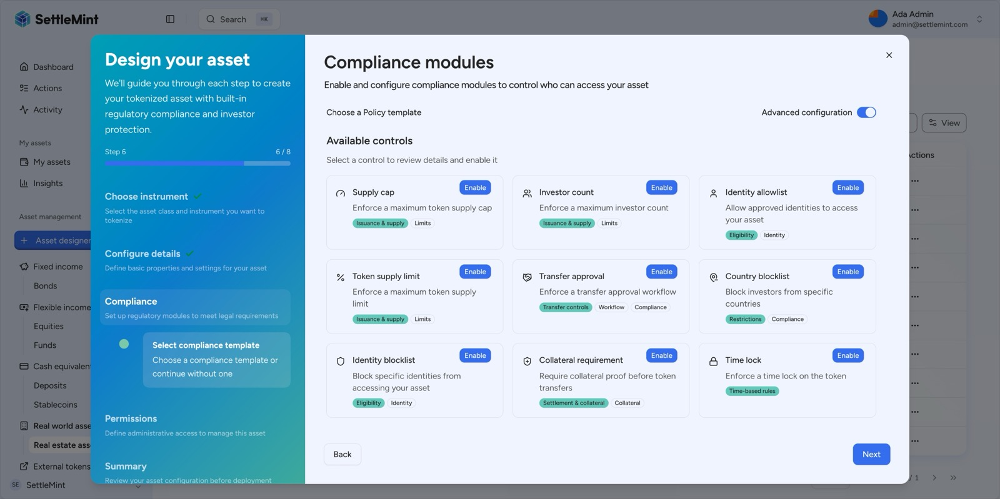 SettleMint
Search
⌘K
Ada Admin
admin@settlemint.com
Dashboard
Actions
Activity
My assets
My assets
Insights
Asset management
Asset designer
Fixed income
Bonds
Flexible income
Equities
Funds
Cash equivalent
Deposits
Stablecoins
Real world asse
Real estate ass
External tokens
SE
SettleMint
View
Actions
/ 1
Design your asset
We'll guide you through each step to create
your tokenized asset with built-in
regulatory compliance and investor
protection.
Step 6
6 / 8
Choose instrument
Select the asset class and instrument you want to
tokenize
Configure details
Define basic properties and settings for your asset
Compliance
Set up regulatory modules to meet legal requirements
Select compliance template
Choose a compliance template or
continue without one
Permissions
Define administrative access to manage this asset
Summary
Review your asset configuration before deployment
Compliance modules
Enable and configure compliance modules to control who can access your asset
Choose a Policy template
Advanced configuration
Available controls
Select a control to review details and enable it
Supply cap
Enable
Enforce a maximum token supply cap
Issuance & supply
Limits
Investor count
Enable
Enforce a maximum investor count
Issuance & supply
Limits
Identity allowlist
Enable
Allow approved identities to access
your asset
Eligibility
Identity
Token supply limit
Enable
Enforce a maximum token supply
limit
Issuance & supply
Limits
Transfer approval
Enable
Enforce a transfer approval workflow
Transfer controls
Workflow
Compliance
Country blocklist
Enable
Block investors from specific
countries
Restrictions
Compliance
Identity blocklist
Enable
Block specific identities from
accessing your asset
Eligibility
Identity
Collateral requirement
Enable
Require collateral proof before token
transfers
Settlement & collateral
Collateral
Time lock
Enable
Enforce a time lock on the token
Time-based rules
Back
Next